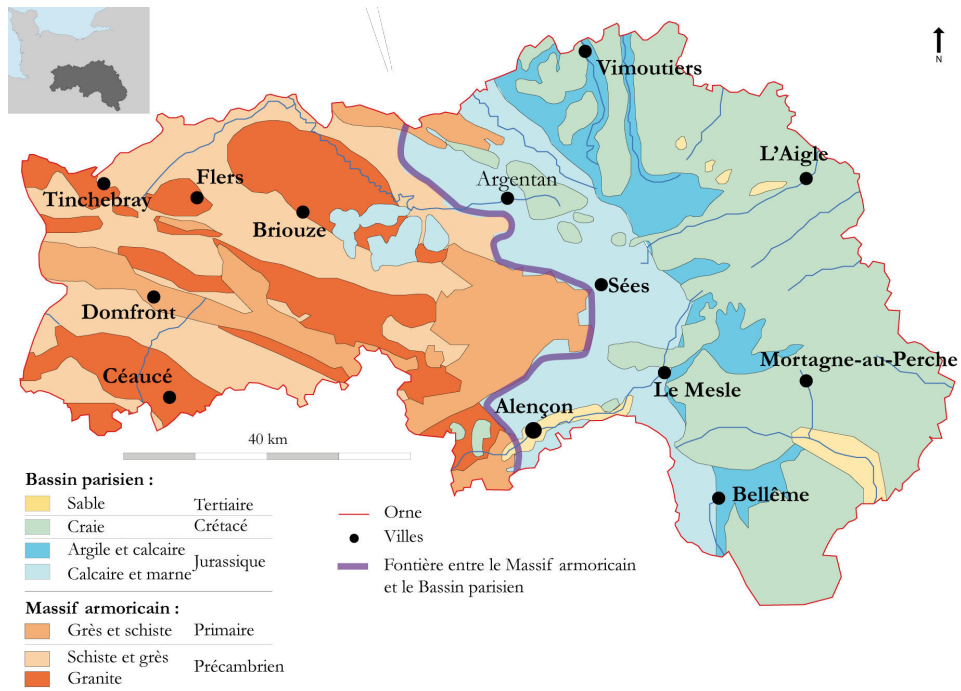 N
Vimoutiers
L'Aigle
Flers
Tinchebray
Argentan
Briouze
Sées
Domfront
Mortagne-au-Perche
Céaucé
Le Mesle
Alençon
40 km
Bellême
Bassin parisien :
Sable Tertiaire
Craie Crétacé
Argile et calcaire
Jurassique
Calcaire et marne
Massif armoricain :
Grès et schiste Primaire
Schiste et grès
Précambrien
Granite
Orne
Villes
Fontière entre le Massif armoricain
et le Bassin parisien